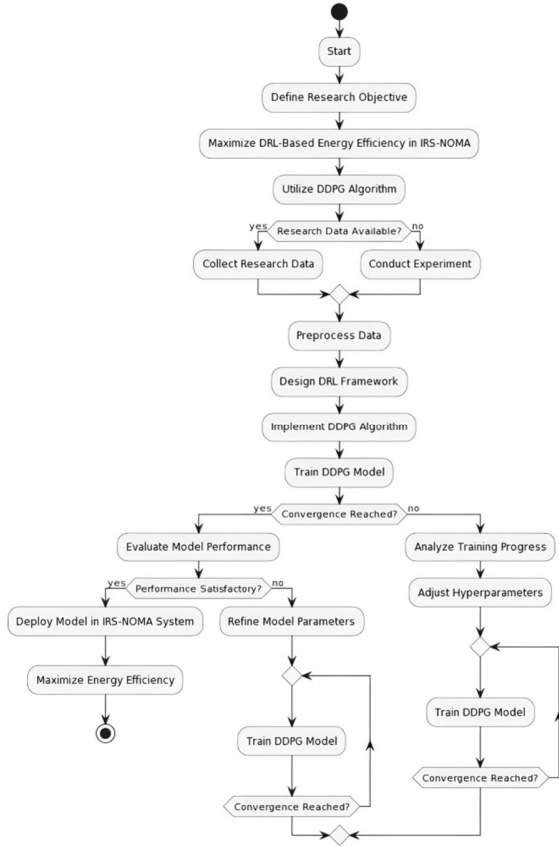 Start
Define Research Objective
Maximize DRL-Based Energy Efficiency in IRS-NOMA
Utilize DDPG Algorithm
yes
Research Data Available?
no
Collect Research Data
Conduct Experiment
Preprocess Data
Design DRL Framework
Implement DDPG Algorithm
Train DDPG Model
yes
Convergence Reached?
no
Evaluate Model Performance
Analyze Training Progress
yes
Performance Satisfactory?
no
Adjust Hyperparameters
Deploy Model in IRS-NOMA System
Refine Model Parameters
Maximize Energy Efficiency
Train DDPG Model
Train DDPG Model
Convergence Reached?
Convergence Reached?